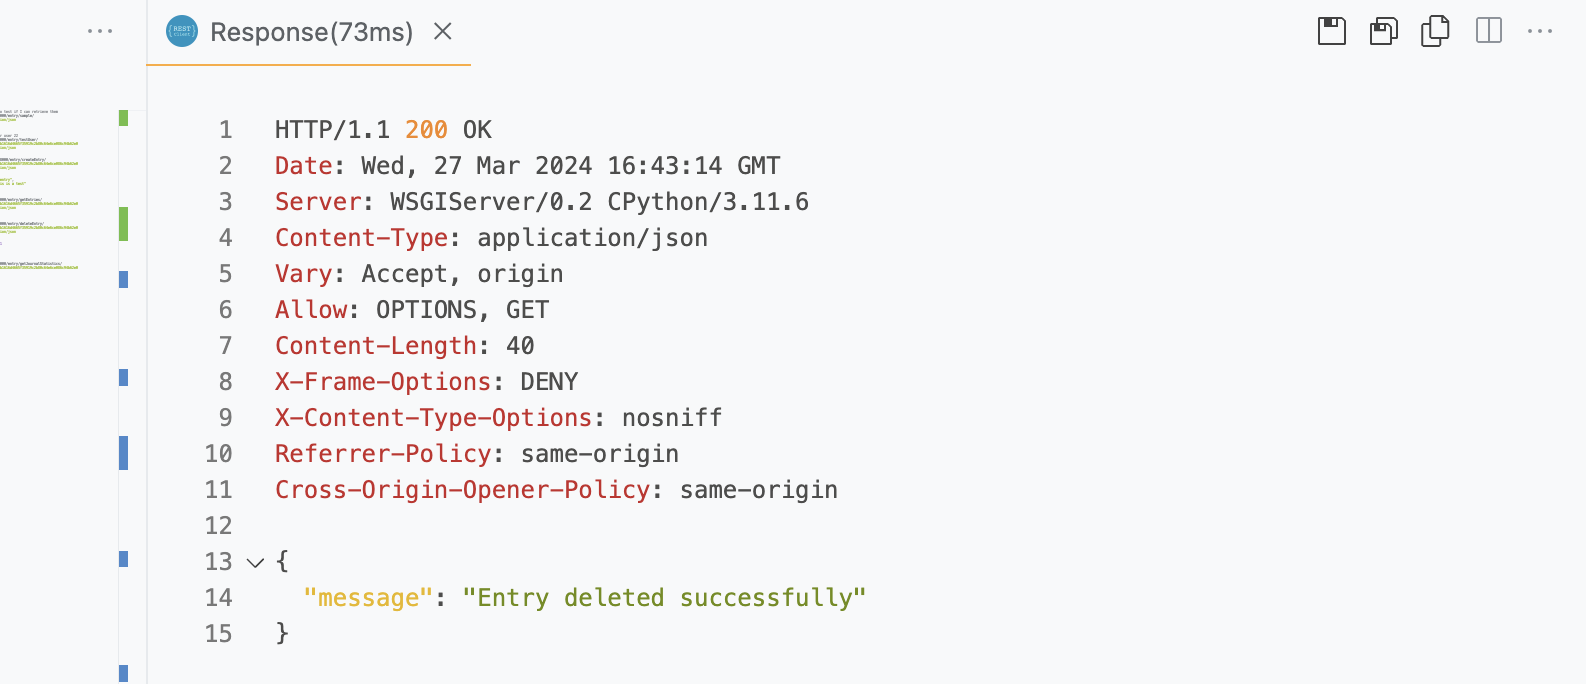 REST
Client
Response(73ms)
1 HTTP/1.1 200 OK
2 Date: Wed, 27 Mar 2024 16:43:14 GMT
3 Server: WSGIServer/0.2 CPython/3.11.6
4 Content-Type: application/json
5 Vary: Accept, origin
6 Allow: OPTIONS, GET
7 Content-Length: 40
8 X-Frame-Options: DENY
9 X-Content-Type-Options: nosniff
10 Referrer-Policy: same-origin
11 Cross-Origin-Opener-Policy: same-origin
12
13 {
14 "message": "Entry deleted successfully"
15 }